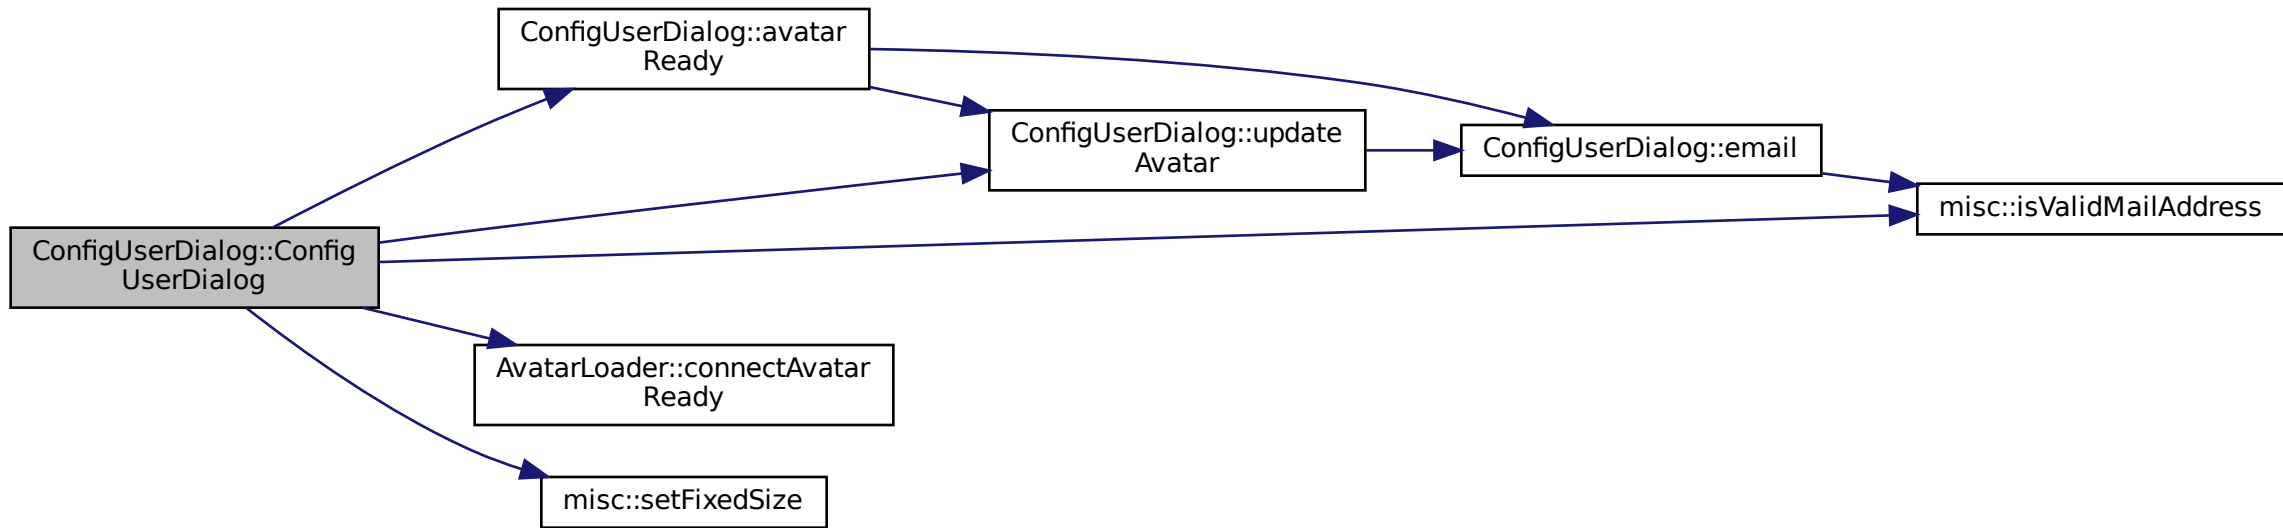 ConfigUserDialog::avatar
Ready
ConfigUserDialog::update
Avatar
ConfigUserDialog::email
misc::isValidMailAddress
ConfigUserDialog::Config
UserDialog
AvatarLoader::connectAvatar
Ready
misc::setFixedSize